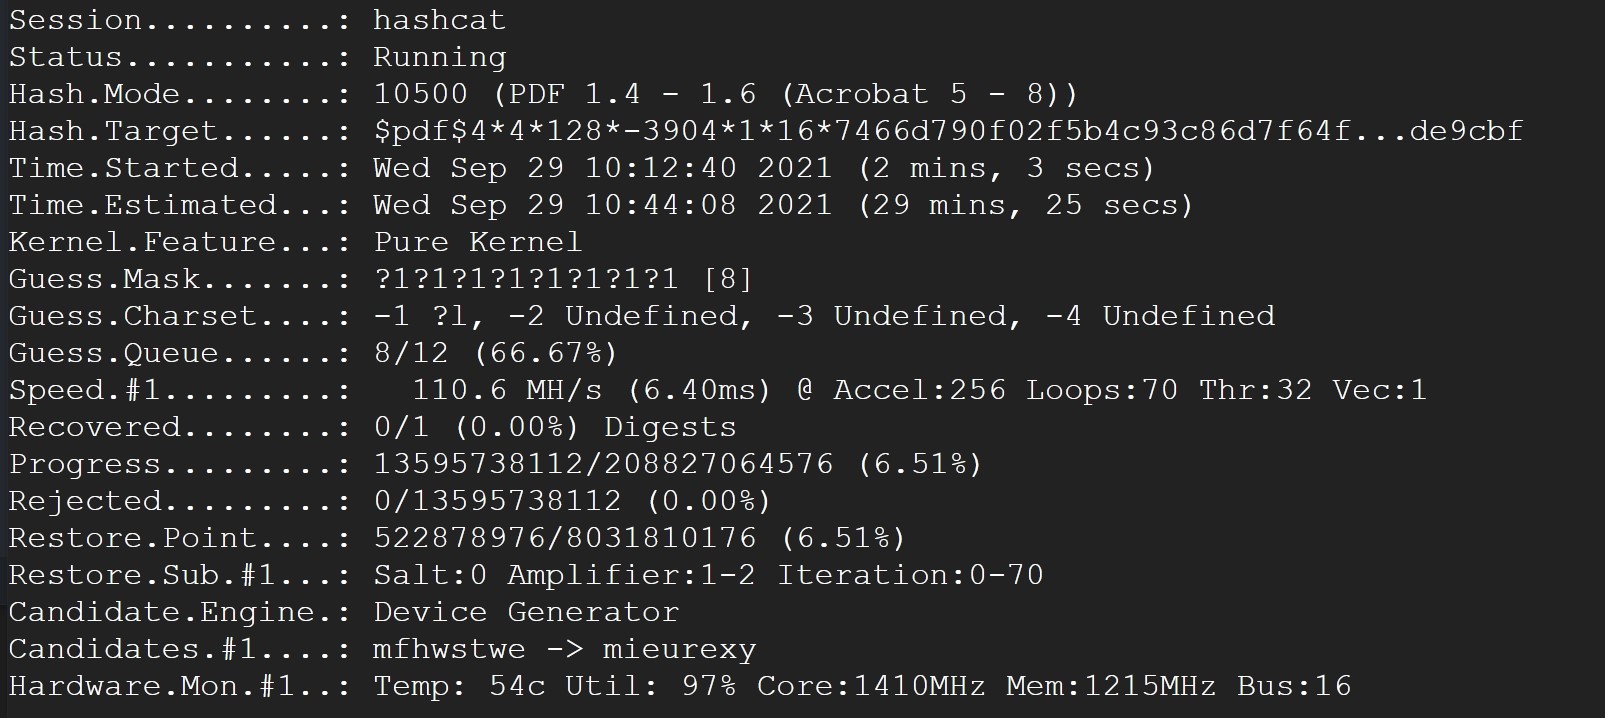 Session..........: hashcat
Status...........: Running
Hash.Mode........: 10500 (PDF 1.4 - 1.6 (Acrobat 5 - 8))
Hash.Target......: $pdf$4*4*128*-3904*1*16*7466d790f02f5b4c93c86d7f64f...de9cbf
Time.Started.....: Wed Sep 29 10:12:40 2021 (2 mins, 3 secs)
Time.Estimated...: Wed Sep 29 10:44:08 2021 (29 mins, 25 secs)
Kernel.Feature...: Pure Kernel
Guess.Mask.......: ?1?1?1?1?1?1?1?1 [8]
Guess.Charset....: -1 ?l, -2 Undefined, -3 Undefined, -4 Undefined
Guess.Queue......: 8/12 (66.67%)
Speed.#1.........:   110.6 MH/s (6.40ms) @ Accel:256 Loops:70 Thr:32 Vec:1
Recovered........: 0/1 (0.00%) Digests
Progress.........: 13595738112/208827064576 (6.51%)
Rejected.........: 0/13595738112 (0.00%)
Restore.Point....: 522878976/8031810176 (6.51%)
Restore.Sub.#1...: Salt:0 Amplifier:1-2 Iteration:0-70
Candidate.Engine.: Device Generator
Candidates.#1....: mfhwstwe -> mieurexy
Hardware.Mon.#1..: Temp: 54c Util: 97% Core:1410MHz Mem:1215MHz Bus:16